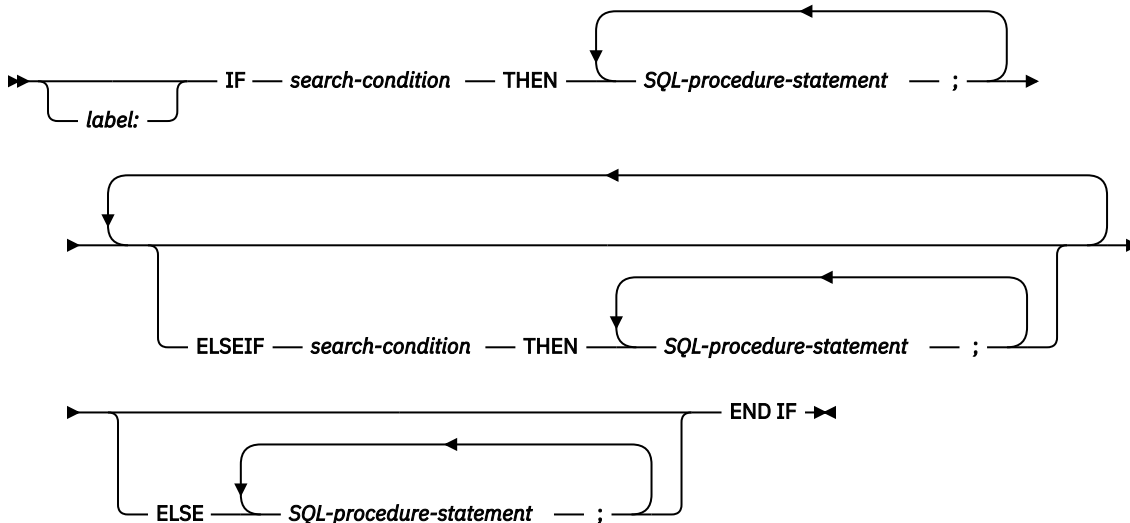 IF search-condition THEN SQL-procedure-statement ;
label:
ELSEIF search-condition THEN SQL-procedure-statement ;
END IF
ELSE SQL-procedure-statement ;